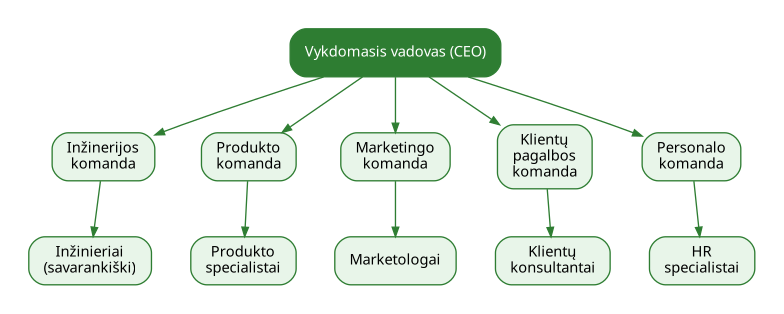 Vykdomasis vadovas (CEO)
Inžinerijos
komanda
Produkto
komanda
Marketingo
komanda
Klientų
pagalbos
komanda
Personalo
komanda
Inžinieriai
(savarankiški)
Produkto
specialistai
Marketologai
Klientų
konsultantai
HR
specialistai